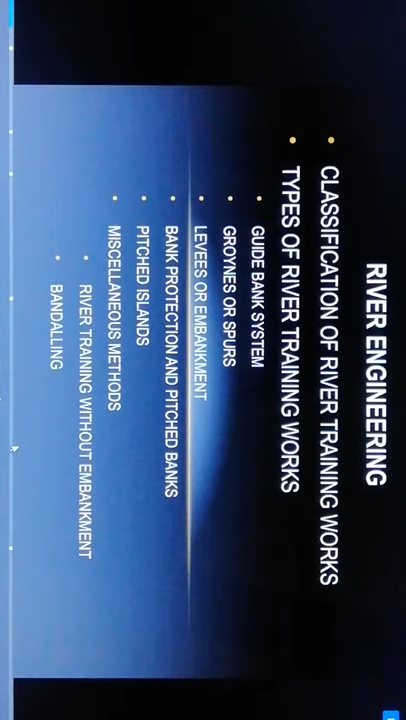 RIVER ENGINEERING
• CLASSIFICATION OF RIVER TRAINING WORKS
• TYPES OF RIVER TRAINING WORKS
• GUIDE BANK SYSTEM
• GROYNES OR SPURS
• LEVEES OR EMBANKMENT
• BANK PROTECTION AND PITCHED BANKS
• PITCHED ISLANDS
• MISCELLANEOUS METHODS
• RIVER TRAINING WITHOUT EMBANKMENT
• BANDALLING